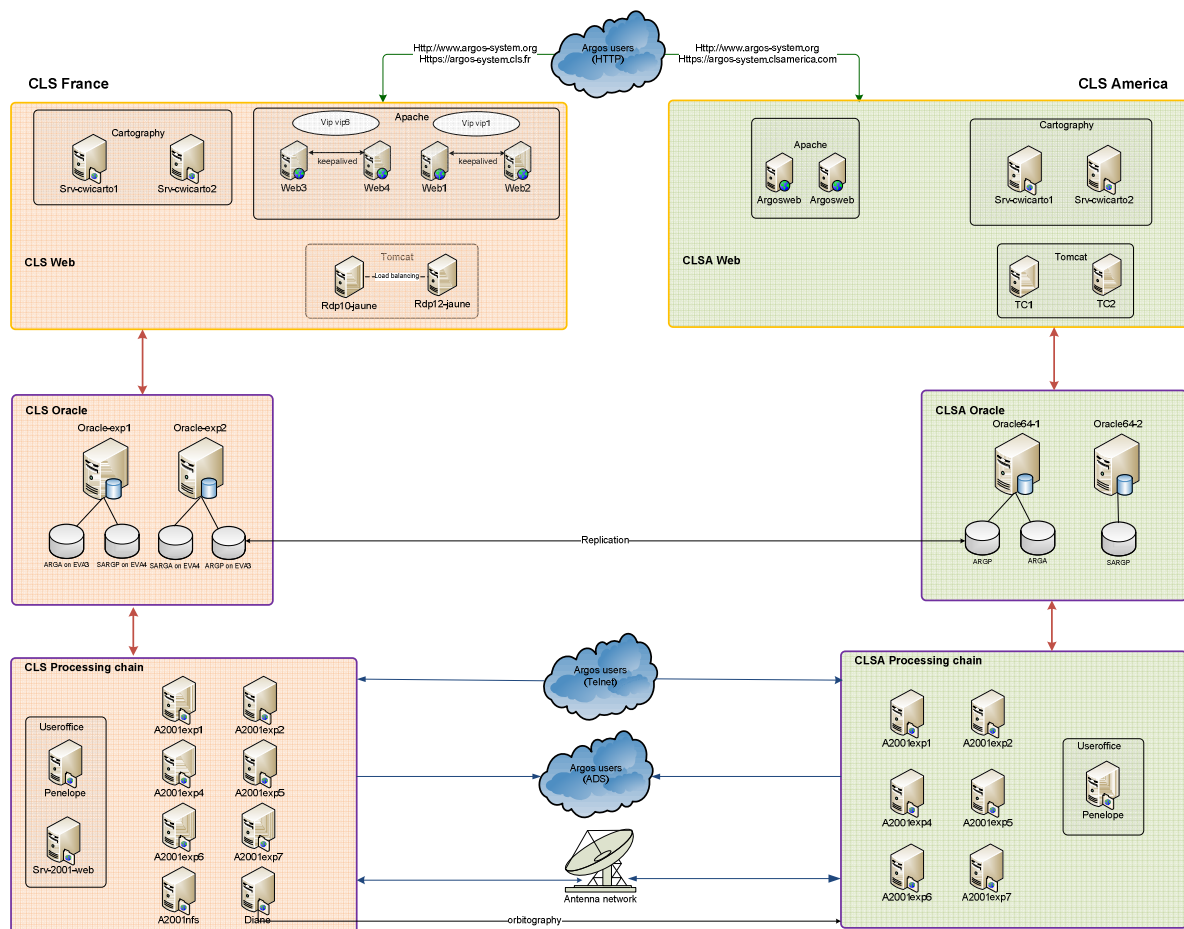 Http://www.argos-system.org
Https://argos-system.cls.fr
Argos users
(HTTP)
Http://www.argos-system.org
Https://argos-system.clsamerica.com
CLS France
CLS America
Cartography
Srv-cwicarto1
Srv-cwicarto2
Apache
Vip vip6
Vip vip1
keepalived
keepalived
Web3
Web4
Web1
Web2
CLS Web
Tomcat
Load balancing
Rdp10-jaune
Rdp12-jaune
Apache
Argosweb
Argosweb
Cartography
Srv-cwicarto1
Srv-cwicarto2
CLSA Web
Tomcat
TC1
TC2
CLS Oracle
Oracle-exp1
Oracle-exp2
ARGA on EVA3
SARGP on EVA4
SARGA on EVA4
ARGP on EVA3
Replication
CLSA Oracle
Oracle64-1
Oracle64-2
ARGP
ARGA
SARGP
CLS Processing chain
Useroffice
Penelope
Srv-2001-web
A2001exp1
A2001exp2
A2001exp4
A2001exp5
A2001exp6
A2001exp7
A2001nfs
Diane
Argos users
(Telnet)
Argos users
(ADS)
Antenna network
orbitography
CLSA Processing chain
A2001exp1
A2001exp2
A2001exp4
A2001exp5
A2001exp6
A2001exp7
Useroffice
Penelope